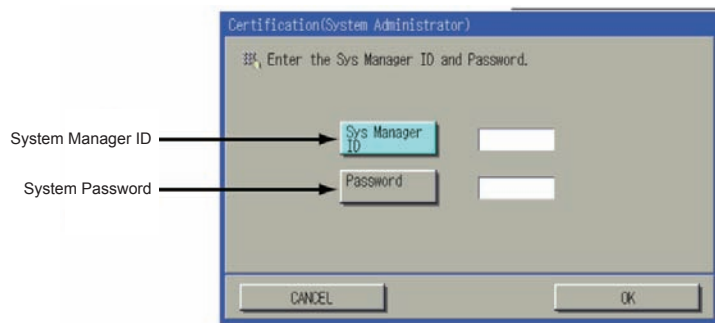 Certification(System Administrator)
Enter the Sys Manager ID and Password.
System Manager ID
Sys Manager
ID
System Password
Password
CANCEL
OK